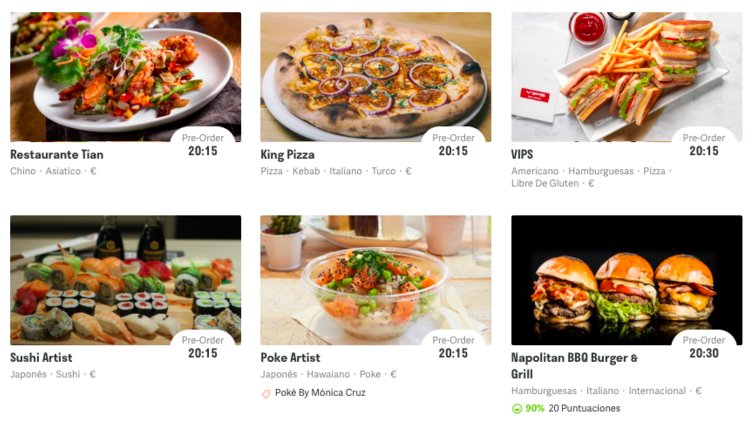 Pre-Order
20:15
Restaurante Tian
Chino · Asiatico · €
Pre-Order
20:15
King Pizza
Pizza · Kebab · Italiano · Turco · €
VIPS
Pre-Order
20:15
VIPS
Americano · Hamburguesas · Pizza ·
Libre De Gluten · €
Pre-Order
20:15
Sushi Artist
Japonés · Sushi · €
Pre-Order
20:15
Poke Artist
Japonés · Hawaiano · Poke · €
Poké By Mónica Cruz
Pre-Order
20:30
Napolitan BBQ Burger &
Grill
Hamburguesas · Italiano · Internacional · €
90% 20 Puntuaciones